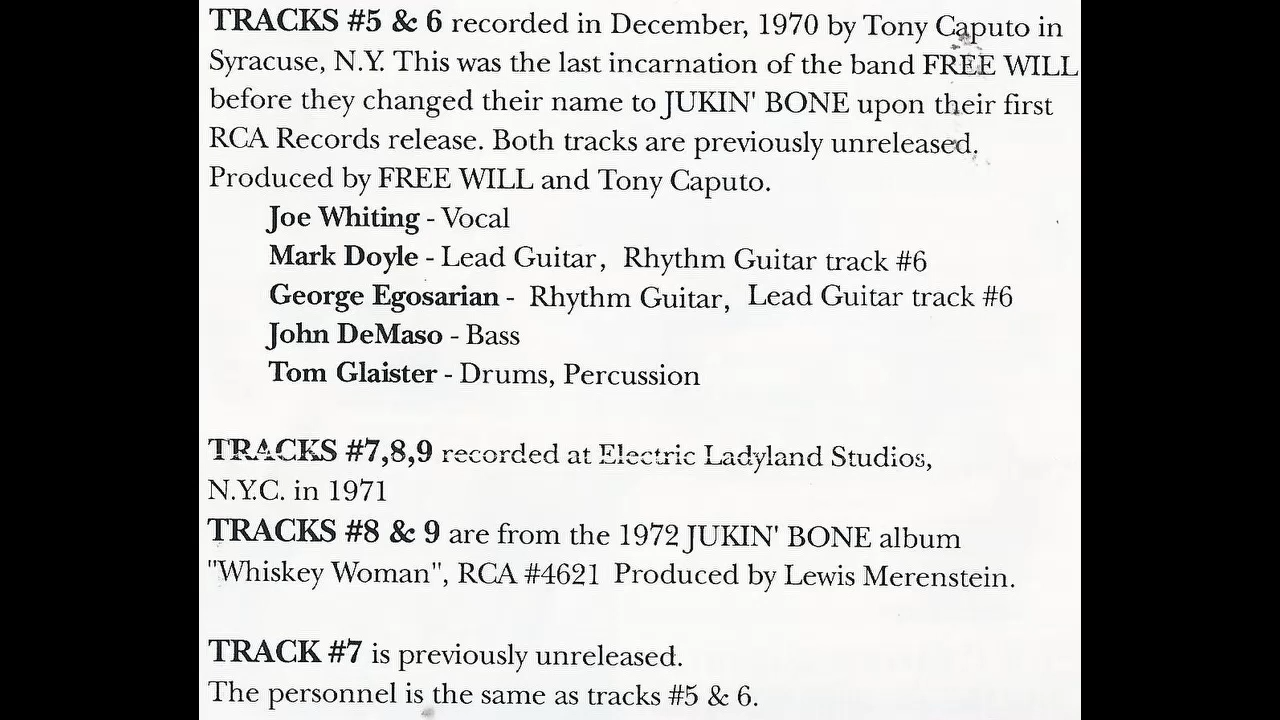 TRACKS #5 & 6 recorded in December, 1970 by Tony Caputo in
Syracuse, N.Y. This was the last incarnation of the band FREE WILL
before they changed their name to JUKIN' BONE upon their first
RCA Records release. Both tracks are previously unreleased.
Produced by FREE WILL and Tony Caputo.
Joe Whiting - Vocal
Mark Doyle - Lead Guitar, Rhythm Guitar track #6
George Egosarian - Rhythm Guitar, Lead Guitar track #6
John DeMaso - Bass
Tom Glaister - Drums, Percussion
TRACKS #7,8,9 recorded at Electric Ladyland Studios,
N.Y.C. in 1971
TRACKS #8 & 9 are from the 1972 JUKIN' BONE album
"Whiskey Woman", RCA #4621 Produced by Lewis Merenstein.
TRACK #7 is previously unreleased.
The personnel is the same as tracks #5 & 6.